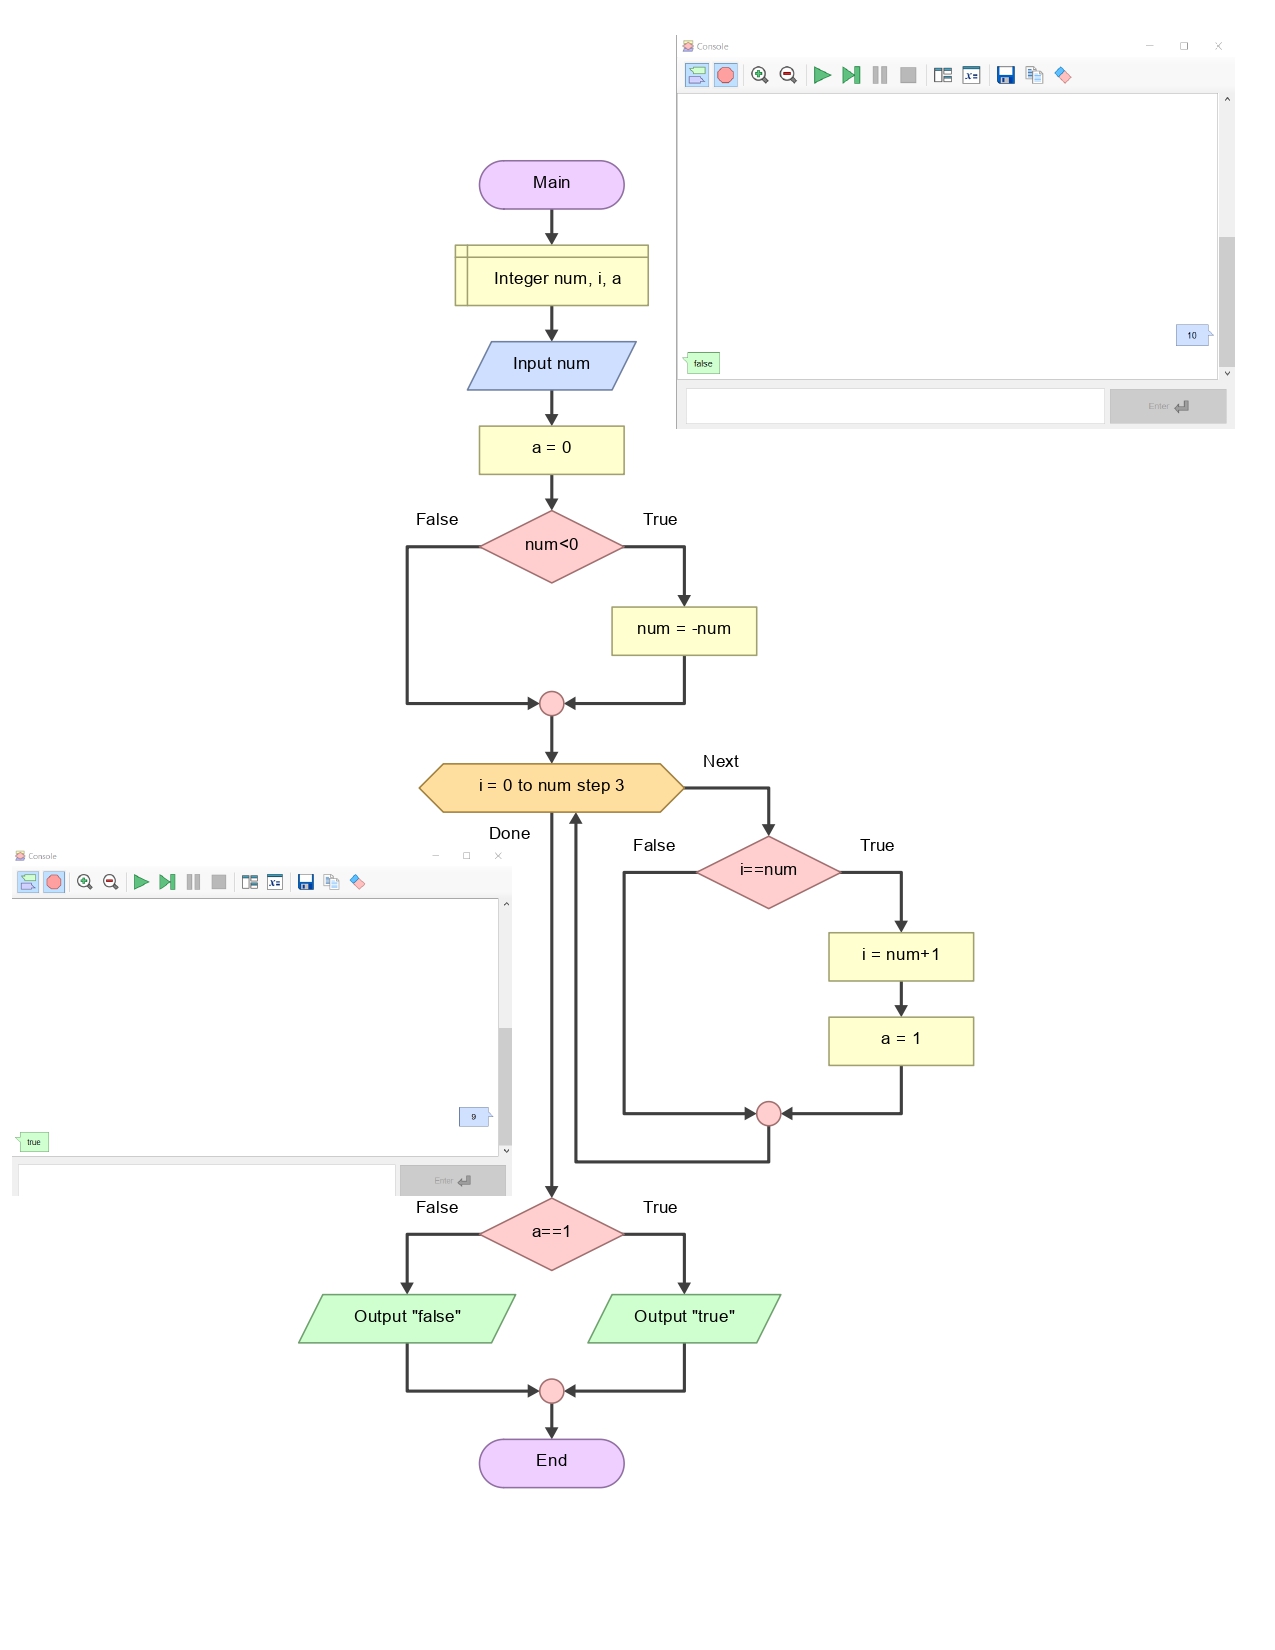 Console
Main
Integer num, i, a
Input num
10
false
Enter
a = 0
False
True
num<0
num = -num
i = 0 to num step 3
Next
Done
False
True
i==num
Console
i = num+1
a = 1
9
true
Enter
False
True
a==1
Output "false"
Output "true"
End